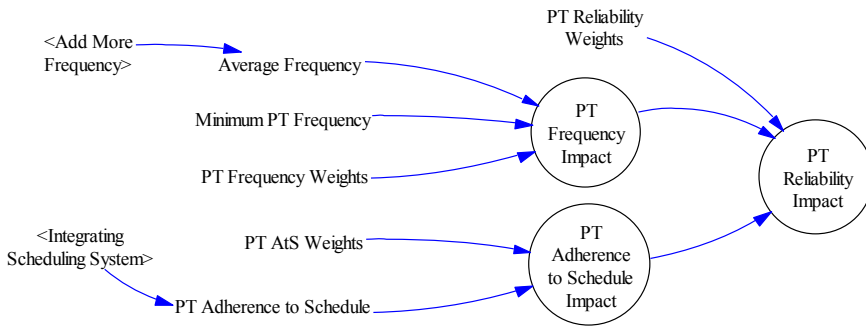 PT Reliability
Weights
<Add More
Frequency>
Average Frequency
Minimum PT Frequency
PT Frequency Weights
PT
Frequency
Impact
PT
Reliability
Impact
<Integrating
Scheduling System>
PT AtS Weights
PT Adherence to Schedule
PT
Adherence
to Schedule
Impact